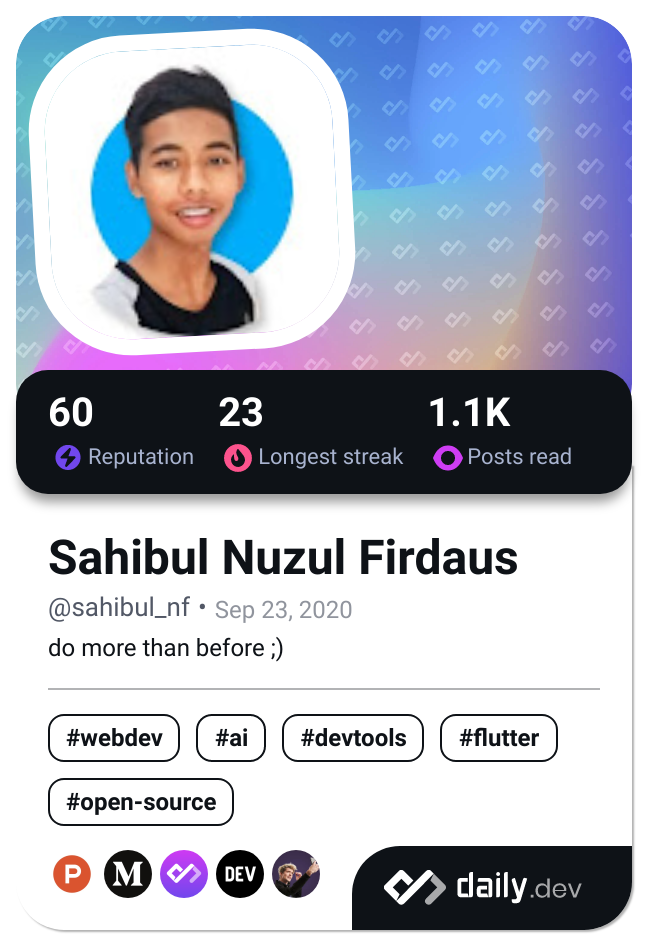 60 23 1.1K
Reputation Longest streak Posts read
Sahibul Nuzul Firdaus
@sahibul_nf • Sep 23, 2020
do more than before ;)
#webdev #ai #devtools #flutter
#open-source
P M DEV daily.dev